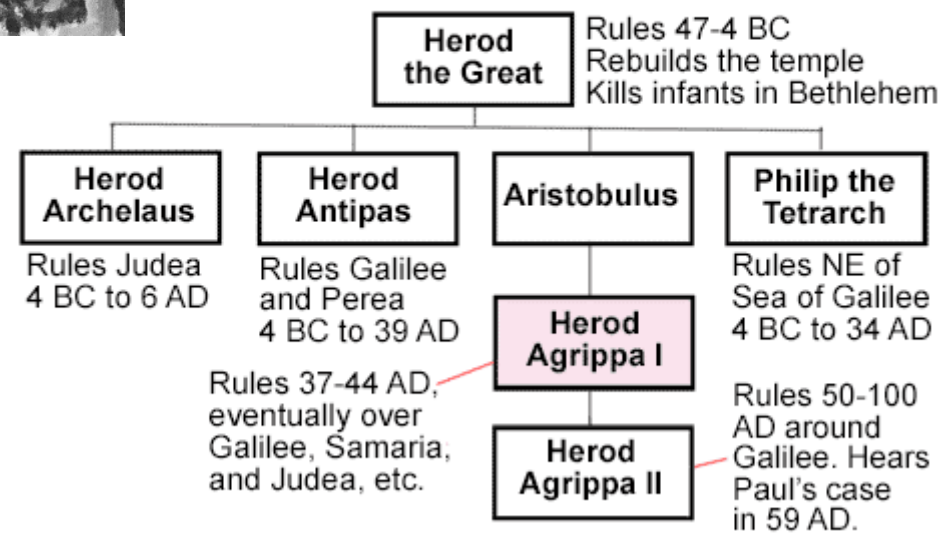 Herod
the Great
Rules 47-4 BC
Rebuilds the temple
Kills infants in Bethlehem
Herod
Archelaus
Rules Judea
4 BC to 6 AD
Herod
Antipas
Rules Galilee
and Perea
4 BC to 39 AD
Aristobulus
Philip the
Tetrarch
Rules NE of
Sea of Galilee
4 BC to 34 AD
Herod
Agrippa I
Rules 37-44 AD,
eventually over
Galilee, Samaria,
and Judea, etc.
Herod
Agrippa II
Rules 50-100
AD around
Galilee. Hears
Paul's case
in 59 AD.